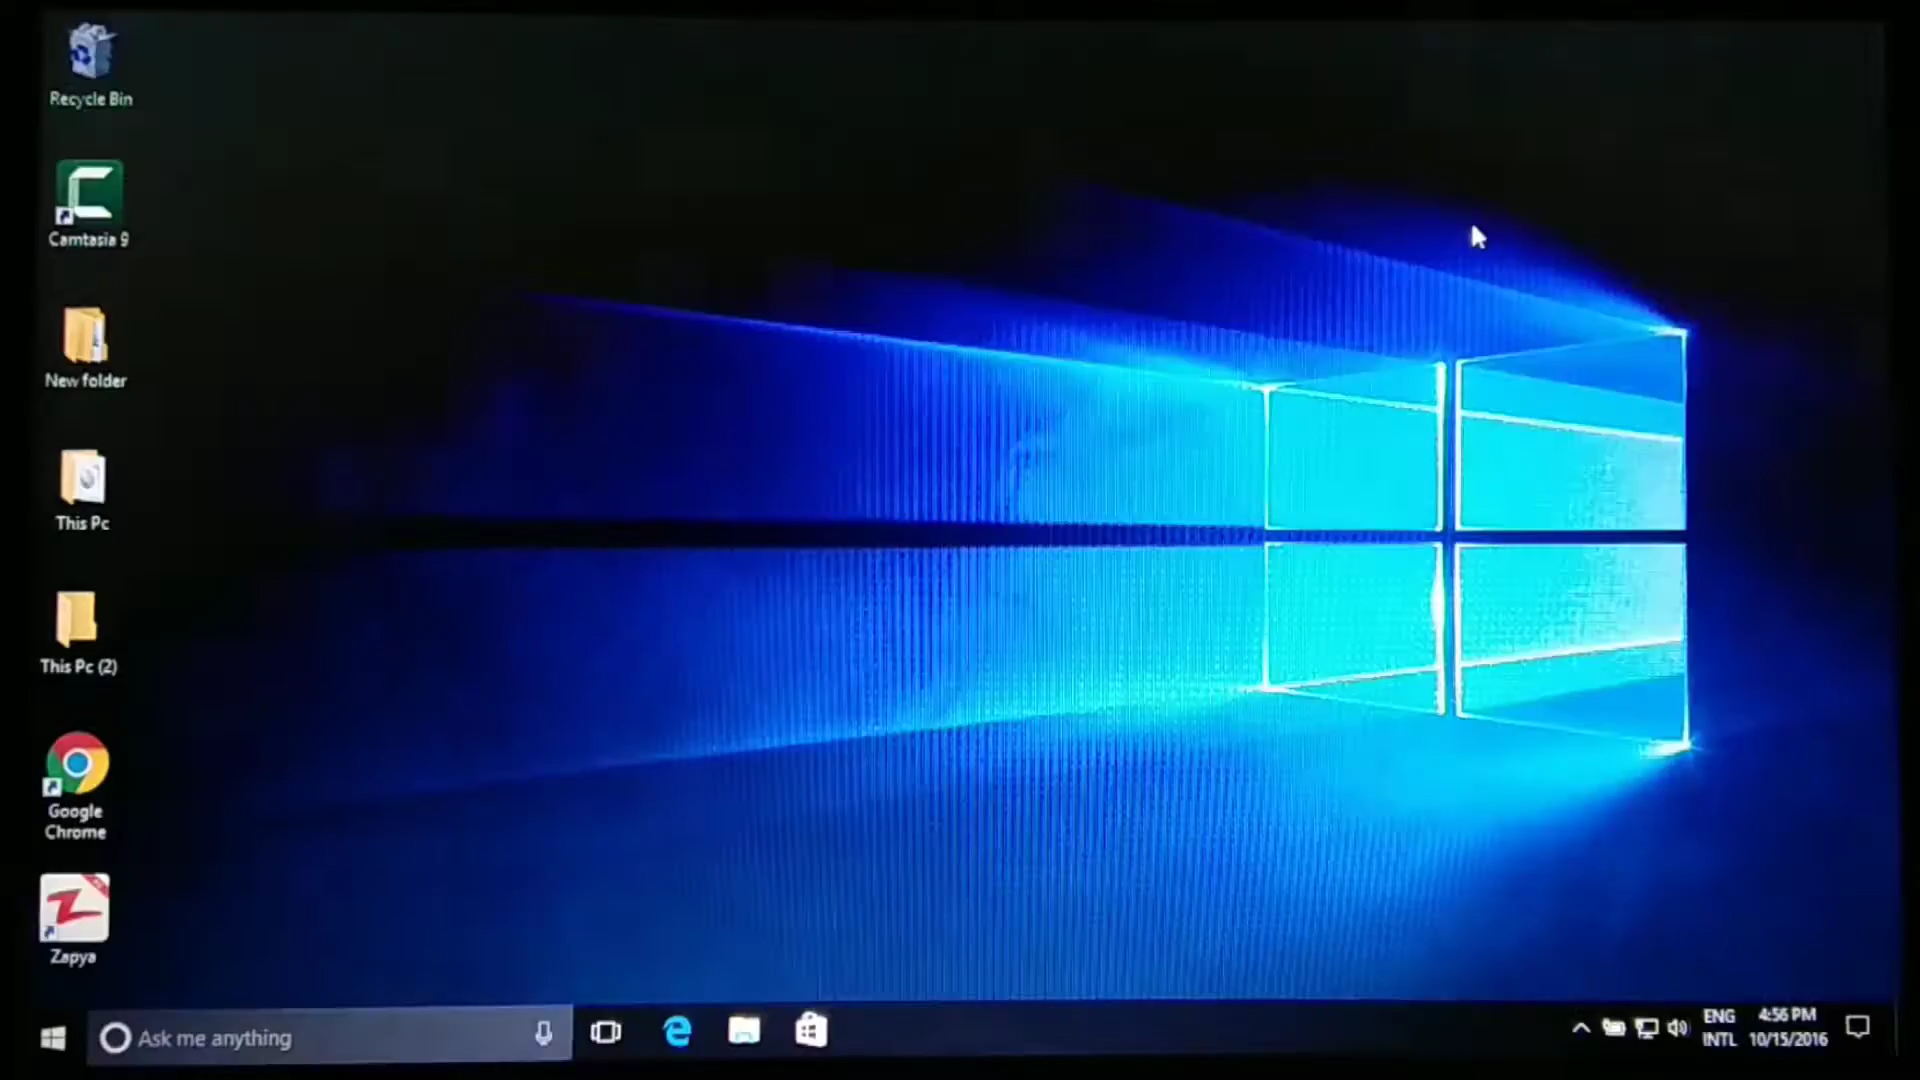 Recycle Bin
Camtasia 9
New folder
This Pc
This Pc (2)
Google
Chrome
Zapya
Ask me anything
ENG
INTL
4:56 PM
10/15/2016